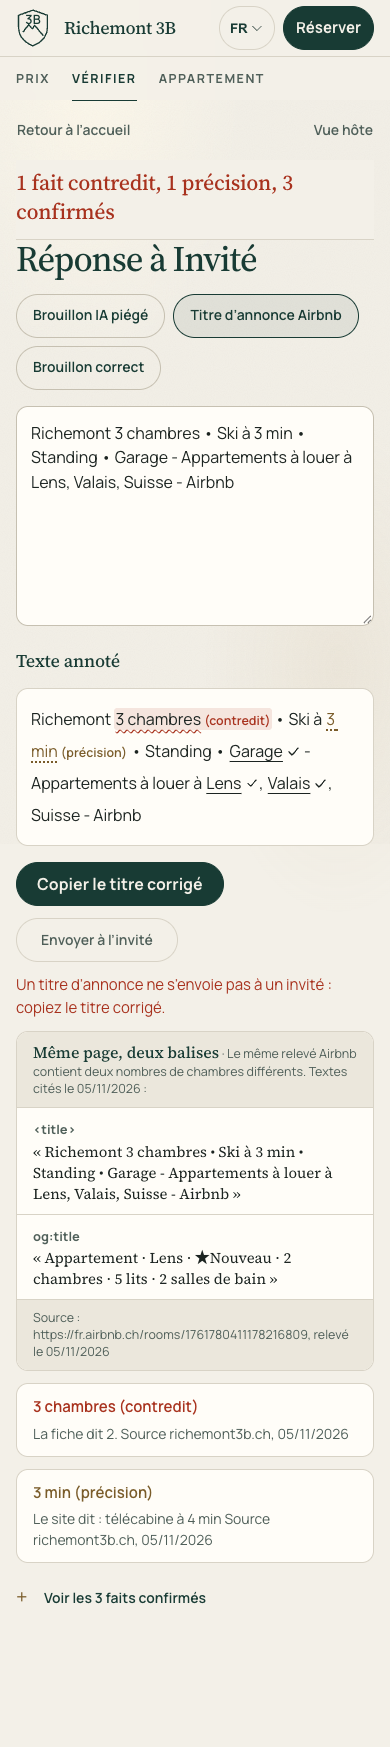 3B
Richemont 3B
FR
Réserver
PRIX
VÉRIFIER
APPARTEMENT
Retour à l'accueil
Vue hôte
1 fait contredit, 1 précision, 3
confirmés
Réponse à Invité
Brouillon IA piégé
Titre d'annonce Airbnb
Brouillon correct
Richemont 3 chambres • Ski à 3 min •
Standing • Garage - Appartements à louer à
Lens, Valais, Suisse - Airbnb
Texte annoté
Richemont 3 chambres (contredit) • Ski à 3
min (précision) • Standing • Garage ✓ -
Appartements à louer à Lens ✓, Valais ✓,
Suisse - Airbnb
Copier le titre corrigé
Envoyer à l'invité
Un titre d'annonce ne s'envoie pas à un invité :
copiez le titre corrigé.
Même page, deux balises · Le même relevé Airbnb
contient deux nombres de chambres différents. Textes
cités le 05/11/2026 :
<title>
« Richemont 3 chambres • Ski à 3 min •
Standing • Garage - Appartements à louer à
Lens, Valais, Suisse - Airbnb »
og:title
« Appartement · Lens · ★Nouveau · 2
chambres · 5 lits · 2 salles de bain »
Source :
https://fr.airbnb.ch/rooms/1761780411178216809, relevé
le 05/11/2026
3 chambres (contredit)
La fiche dit 2. Source richemont3b.ch, 05/11/2026
3 min (précision)
Le site dit : télécabine à 4 min Source
richemont3b.ch, 05/11/2026
+ Voir les 3 faits confirmés